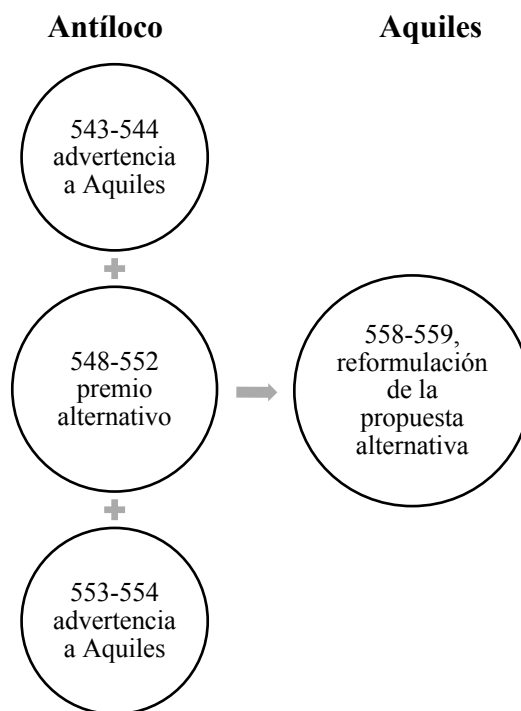 Antíloco
Aquiles
543-544
advertencia
a Aquiles
548-552
premio
alternativo
553-554
advertencia
a Aquiles
558-559,
reformulación
de la
propuesta
alternativa